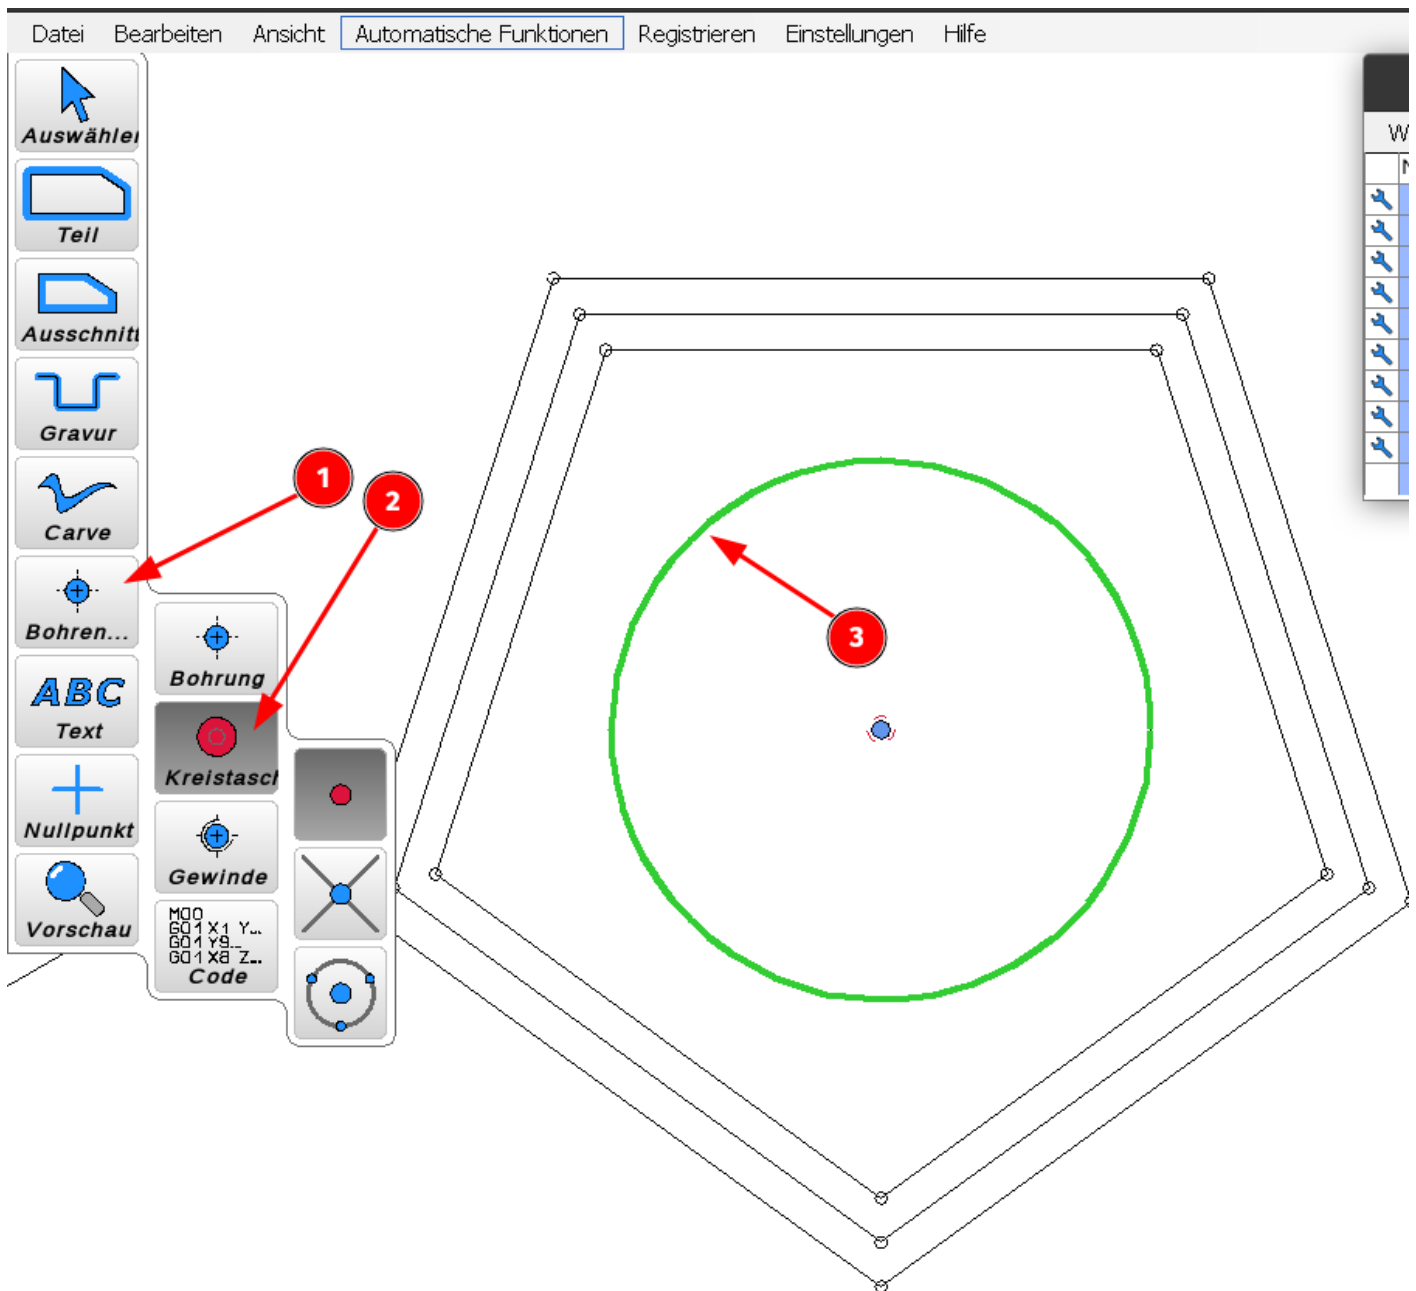 Datei Bearbeiten Ansicht Automatische Funktionen Registrieren Einstellungen Hilfe
Auswählen
Teil
Ausschnitt
Gravur
Carve
Bohren...
ABC
Text
Nullpunkt
Vorschau
Bohrung
Kreistasch
Gewinde
M00
G01 X1 Y...
G01 Y9...
G01 X8 Z...
Code
1
2
3
W